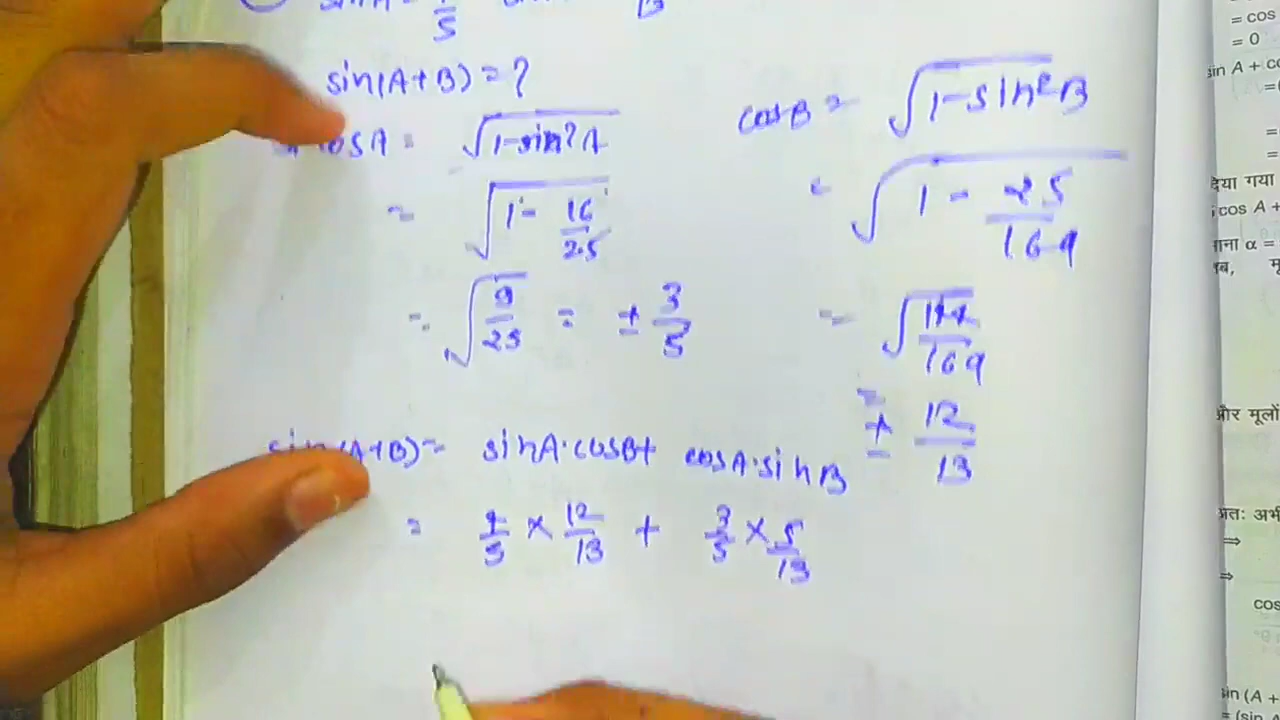 sin(A+B) = ?
cosA = √1-sin²A
= √1 - 16/25
= √9/25 = ± 3/5
cosB = √1-sin²B
= √1 - 25/169
= √144/169
= ± 12/13
sin(A+B) = sinA·cosB + cosA·sinB
= 4/5 × 12/13 + 3/5 × 5/13
= cos
= 0
sin A + co
दिया गया
cos A +
माना α =
और मूलों
अतः अभी
⇒
⇒
cos
sin (A +
= (sin